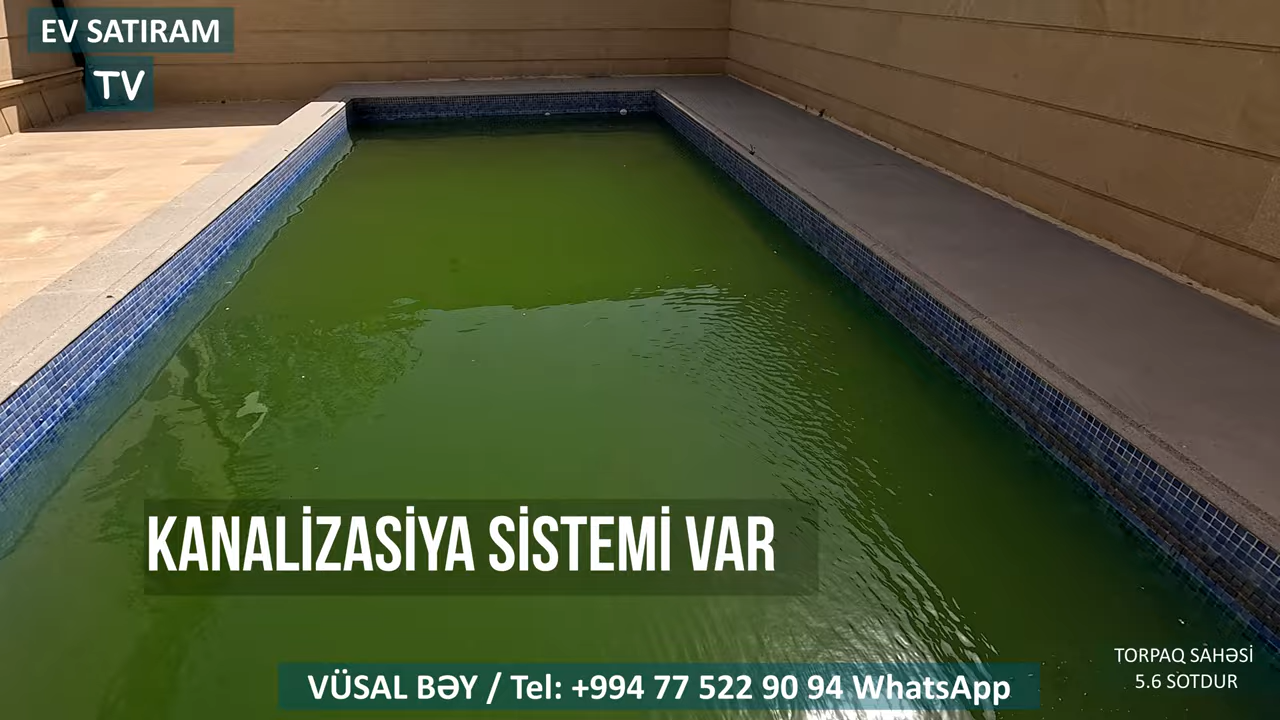 EV SATIRAM
TV
KANALİZASİYA SİSTEMİ VAR
VÜSAL BƏY / Tel: +994 77 522 90 94 WhatsApp
TORPAQ SAHƏSİ
5.6 SOTDUR